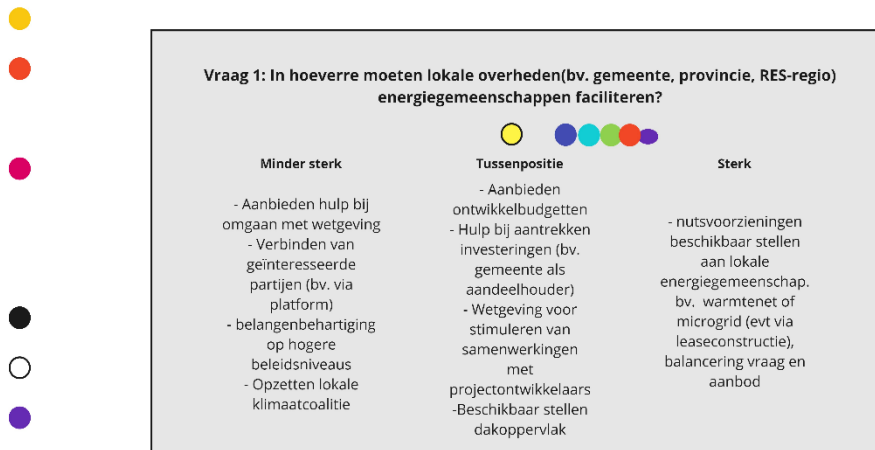 Vraag 1: In hoeverre moeten lokale overheden(bv. gemeente, provincie, RES-regio)
energiegemeenschappen faciliteren?
Minder sterk
- Aanbieden hulp bij
omgaan met wetgeving
- Verbinden van
geïnteresseerde
partijen (bv. via
platform)
- belangenbehartiging
op hogere
beleidsniveaus
- Opzetten lokale
klimaatcoalitie
Tussenpositie
- Aanbieden
ontwikkelbudgetten
- Hulp bij aantrekken
investeringen (bv.
gemeente als
aandeelhouder)
- Wetgeving voor
stimuleren van
samenwerkingen
met
projectontwikkelaars
-Beschikbaar stellen
dakoppervlak
Sterk
- nutsvoorzieningen
beschikbaar stellen
aan lokale
energiegemeenschap.
bv. warmtenet of
microgrid (evt via
leaseconstructie),
balancering vraag en
aanbod